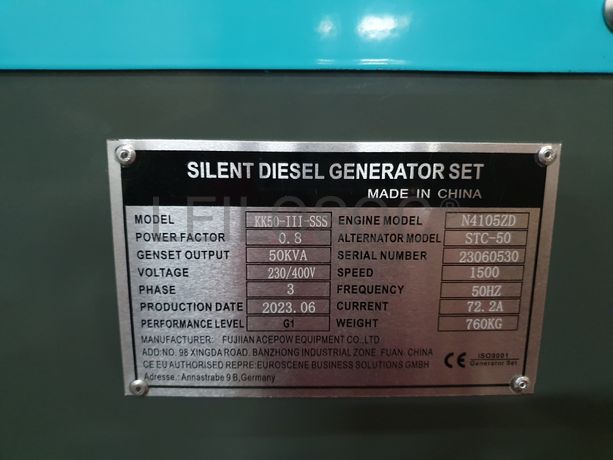 SILENT DIESEL GENERATOR SET
MADE IN CHINA
MODEL KK50-III-SSS ENGINE MODEL N4105ZD
POWER FACTOR 0.8 ALTERNATOR MODEL STC-50
GENSET OUTPUT 50KVA SERIAL NUMBER 23060530
VOLTAGE 230/400V SPEED 1500
PHASE 3 FREQUENCY 50HZ
PRODUCTION DATE 2023.06 CURRENT 72.2A
PERFORMANCE LEVEL G1 WEIGHT 760KG
MANUFACTURER: FUJIIAN ACEPOW EQUIPMENT CO.,LTD
ADD:NO. 98 XINGDA ROAD. BANZHONG INDUSTRIAL ZONE. FUAN. CHINA
CE EU AUTHORISED REPRE :EUROSCENE BUSINESS SOLUTIONS GMBH
Adresse.: Annastrabe 9 B,Germany
CE ISO9001
Generator Set